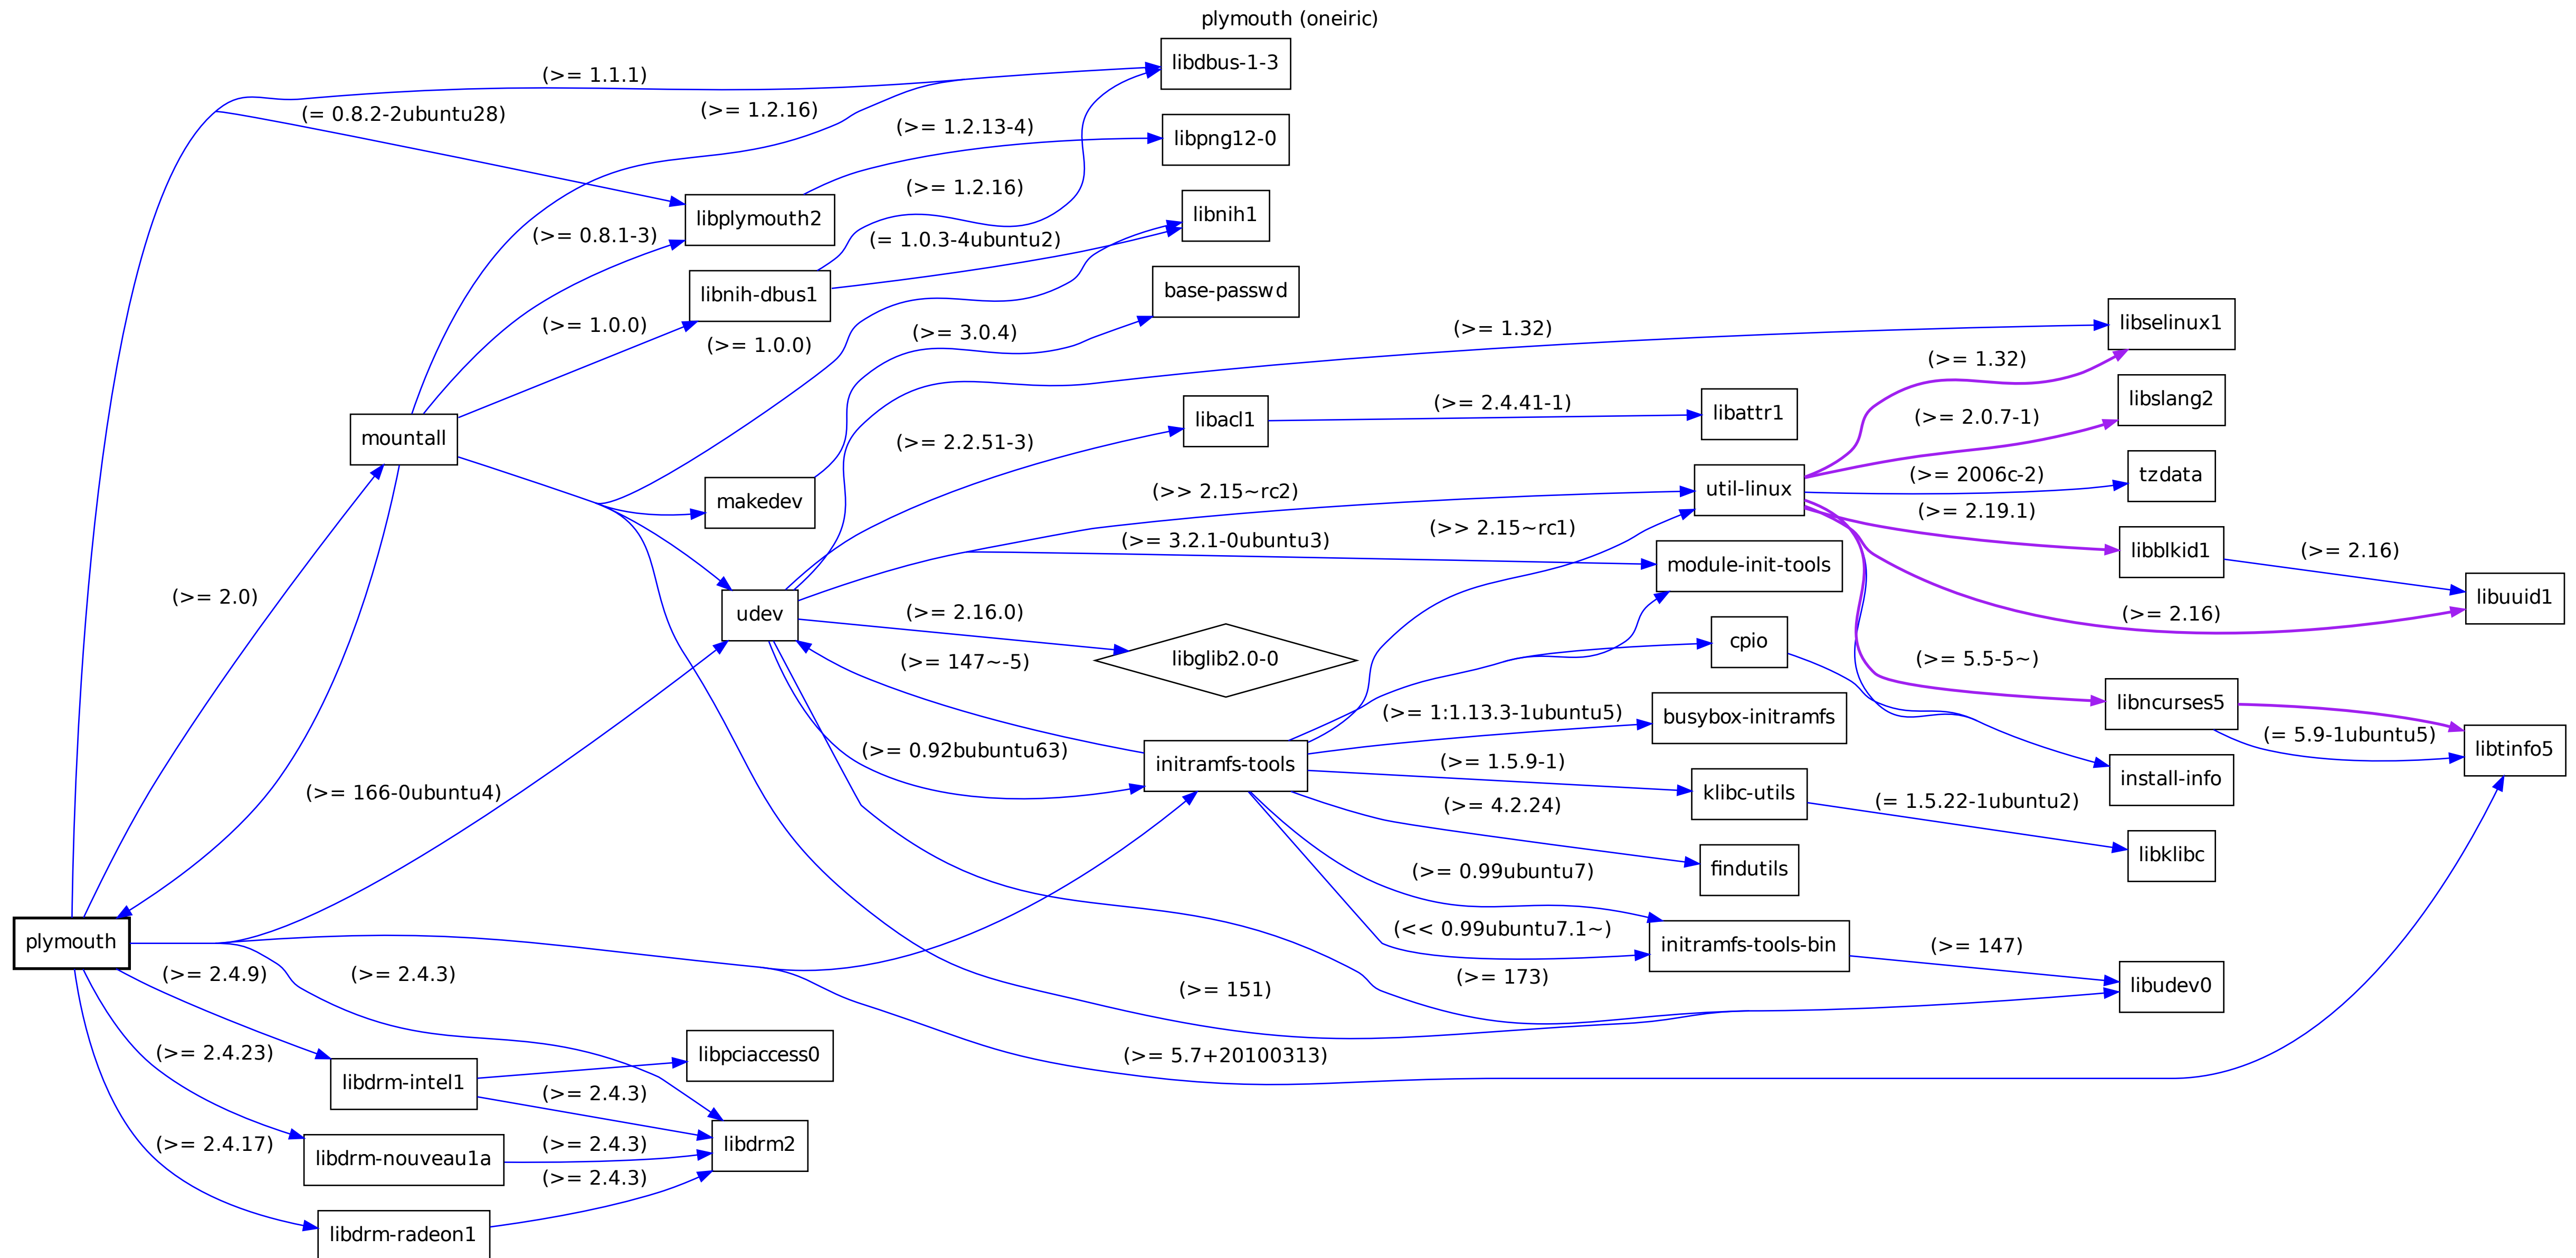 plymouth (oneiric)
libdbus-1-3
(>= 1.1.1)
(>= 1.2.16)
(= 0.8.2-2ubuntu28)
(>= 1.2.13-4)
libpng12-0
(>= 1.2.16)
libplymouth2
libnih1
(>= 0.8.1-3)
(= 1.0.3-4ubuntu2)
libnih-dbus1
base-passwd
(>= 1.0.0)
(>= 1.0.0)
(>= 3.0.4)
(>= 1.32)
libselinux1
(>= 1.32)
libslang2
(>= 2.0.7-1)
libacl1
(>= 2.4.41-1)
libattr1
mountall
(>= 2.2.51-3)
tzdata
(>= 2006c-2)
util-linux
(>> 2.15~rc2)
makedev
(>= 2.19.1)
(>> 2.15~rc1)
(>= 3.2.1-0ubuntu3)
libblkid1
(>= 2.16)
module-init-tools
(>= 2.0)
libuuid1
udev
(>= 2.16.0)
(>= 2.16)
cpio
(>= 147~-5)
libglib2.0-0
(>= 5.5-5~)
libncurses5
(>= 1:1.13.3-1ubuntu5)
busybox-initramfs
(= 5.9-1ubuntu5)
libtinfo5
(>= 0.92bubuntu63)
initramfs-tools
(>= 1.5.9-1)
install-info
(>= 166-0ubuntu4)
klibc-utils
(= 1.5.22-1ubuntu2)
(>= 4.2.24)
libklibc
findutils
(>= 0.99ubuntu7)
(<< 0.99ubuntu7.1~)
plymouth
initramfs-tools-bin
(>= 147)
(>= 2.4.9)
(>= 2.4.3)
(>= 173)
(>= 151)
libudev0
(>= 2.4.23)
libpciaccess0
(>= 5.7+20100313)
libdrm-intel1
(>= 2.4.3)
(>= 2.4.17)
(>= 2.4.3)
libdrm2
libdrm-nouveau1a
(>= 2.4.3)
libdrm-radeon1